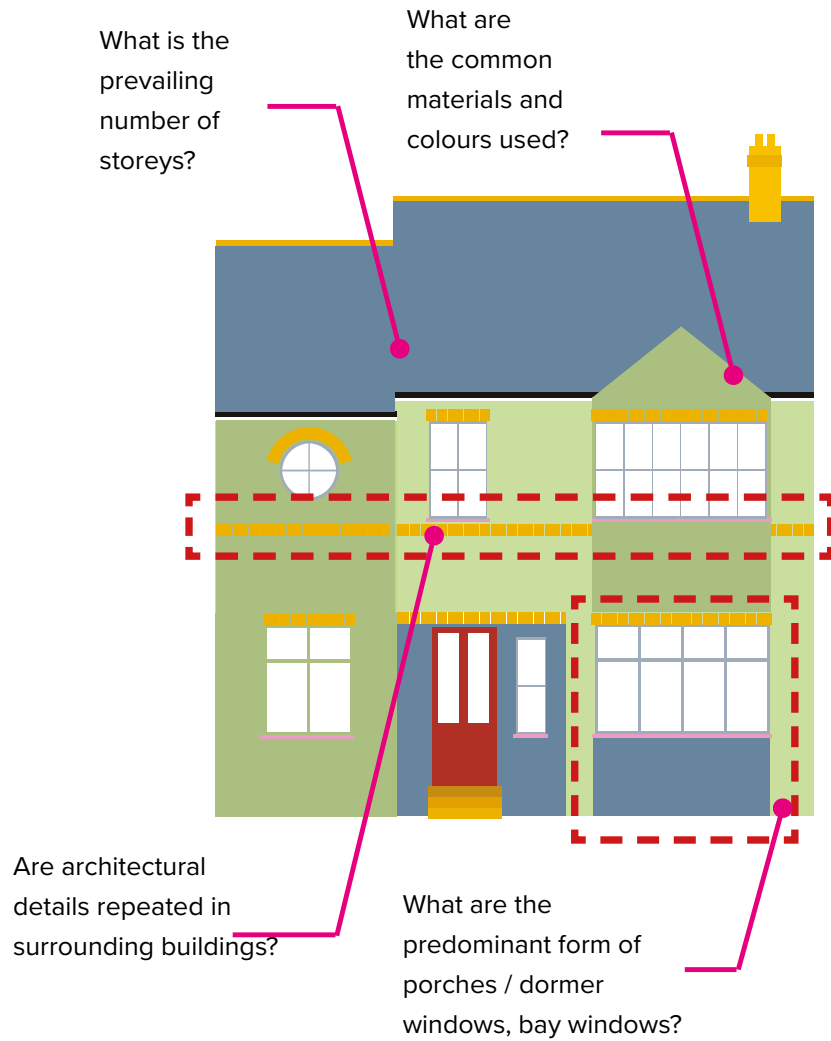 What is the
prevailing
number of
storeys?
What are
the common
materials and
colours used?
Are architectural
details repeated in
surrounding buildings?
What are the
predominant form of
porches / dormer
windows, bay windows?